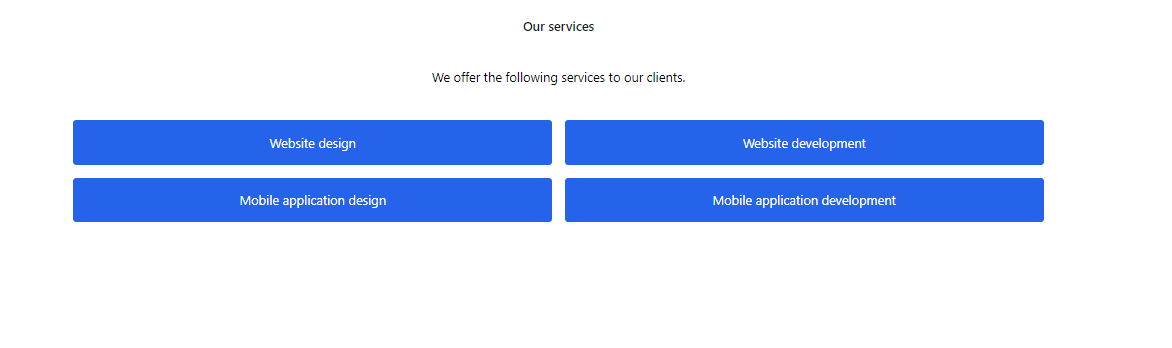 Our services
We offer the following services to our clients.
Website design
Website development
Mobile application design
Mobile application development